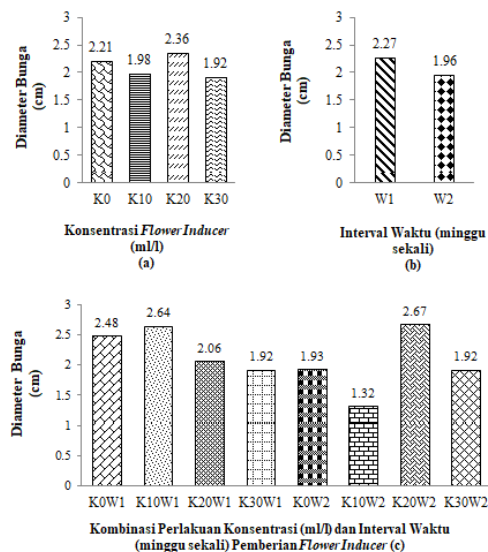 Diameter Bunga
(cm)
2.5
2
1.5
1
0.5
0
2.21
1.98
2.36
1.92
K0 K10 K20 K30
Konsentrasi Flower Inducer
(ml/l)
(a)
Diameter Bunga
(cm)
2.5
2
1.5
1
0.5
0
2.27
1.96
W1 W2
Interval Waktu (minggu
sekali)
(b)
Diameter Bunga
(cm)
3
2.5
2
1.5
1
0.5
0
2.48
2.64
2.06
1.92
1.93
1.32
2.67
1.92
K0W1 K10W1 K20W1 K30W1 K0W2 K10W2 K20W2 K30W2
Kombinasi Perlakuan Konsentrasi (ml/l) dan Interval Waktu
(minggu sekali) Pemberian Flower Inducer (c)